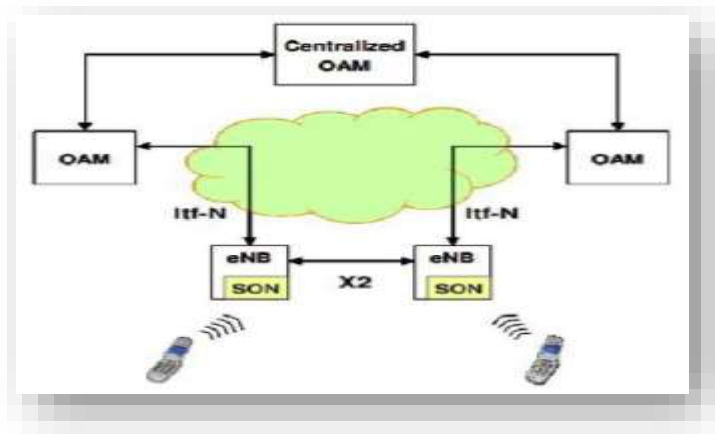 Centralized
OAM
OAM
OAM
Itf-N
Itf-N
eNB
eNB
SON
X2
SON